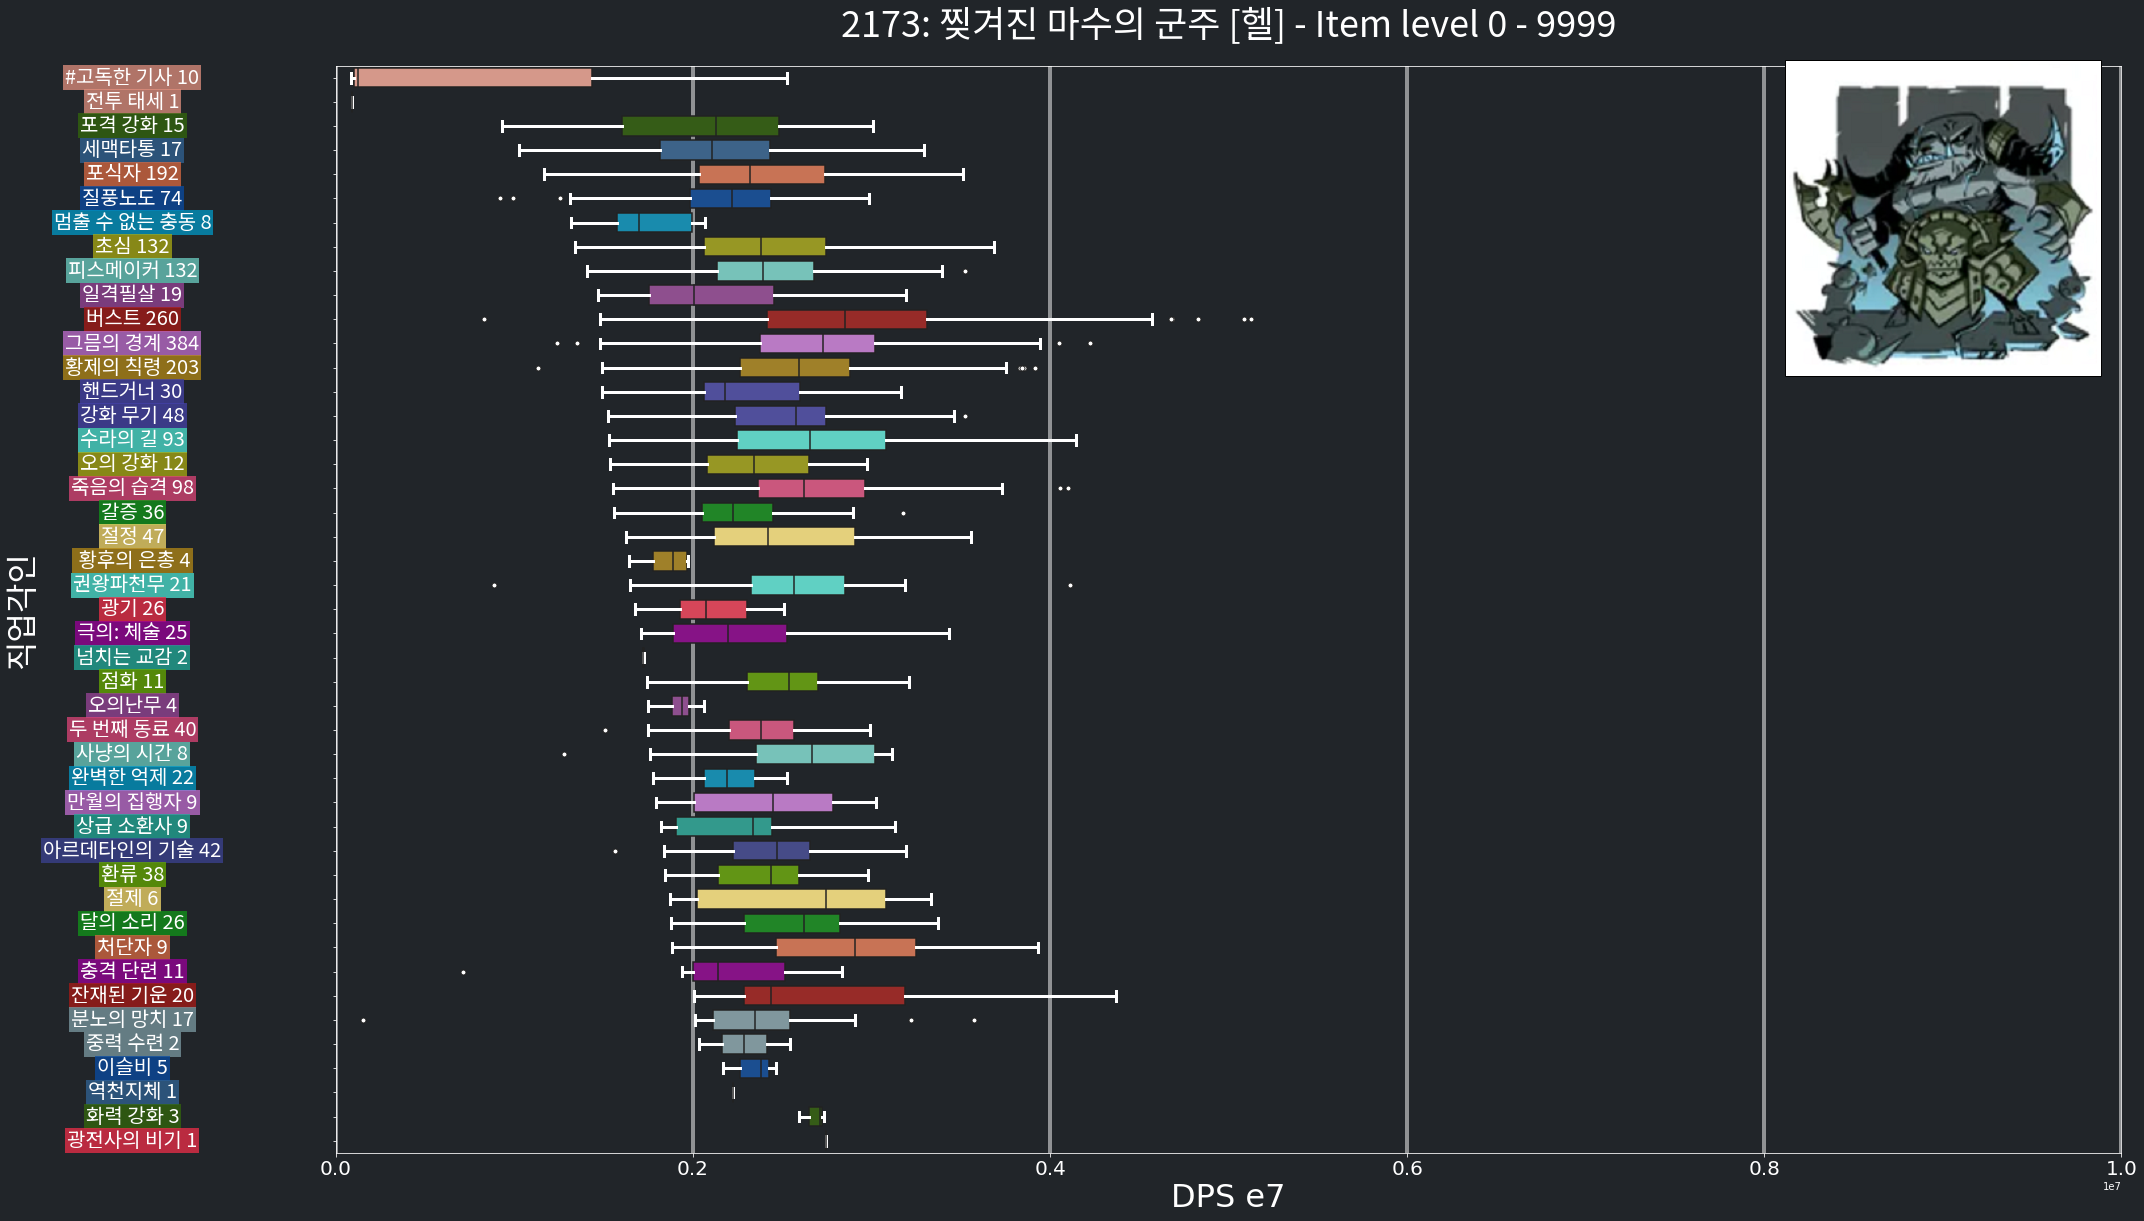 2173: 찢겨진 마수의 군주 [헬] - Item level 0 - 9999
직업각인
#고독한 기사 10
전투 태세 1
포격 강화 15
세맥타통 17
포식자 192
질풍노도 74
멈출 수 없는 충동 8
초심 132
피스메이커 132
일격필살 19
버스트 260
그믐의 경계 384
황제의 칙령 203
핸드거너 30
강화 무기 48
수라의 길 93
오의 강화 12
죽음의 습격 98
갈증 36
절정 47
황후의 은총 4
권왕파천무 21
광기 26
극의: 체술 25
넘치는 교감 2
점화 11
오의난무 4
두 번째 동료 40
사냥의 시간 8
완벽한 억제 22
만월의 집행자 9
상급 소환사 9
아르데타인의 기술 42
환류 38
절제 6
달의 소리 26
처단자 9
충격 단련 11
잔재된 기운 20
분노의 망치 17
중력 수련 2
이슬비 5
역천지체 1
화력 강화 3
광전사의 비기 1
0.0 0.2 0.4 0.6 0.8 1.0
1e7
DPS e7